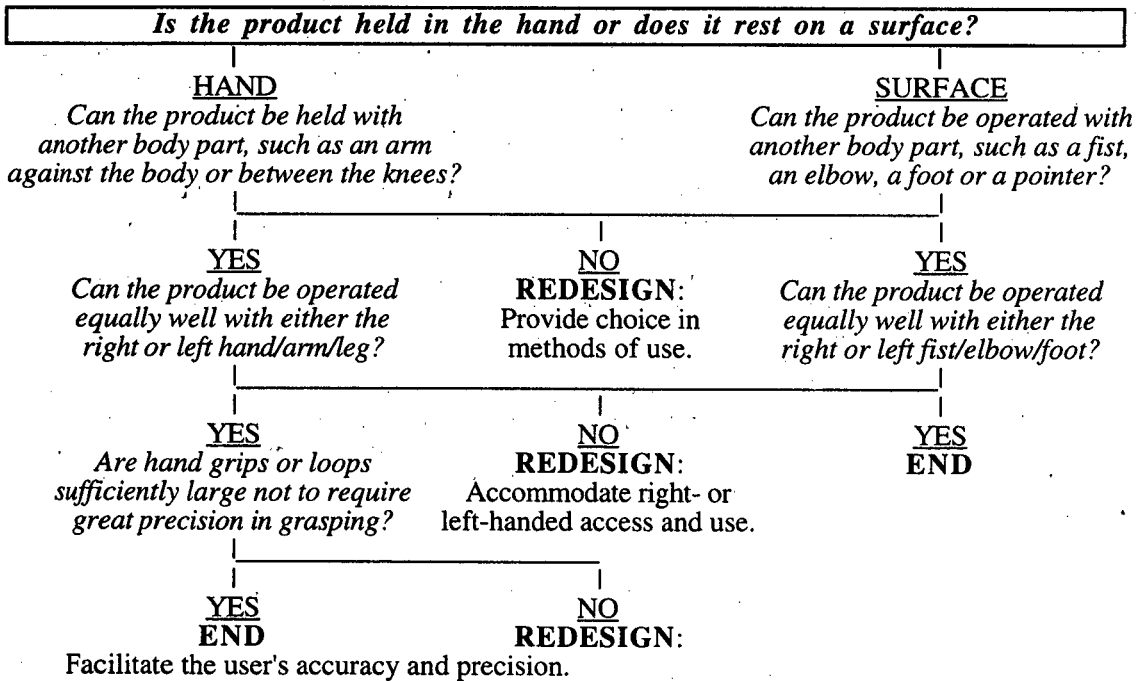 Is the product held in the hand or does it rest on a surface?
HAND
Can the product be held with
another body part, such as an arm
against the body or between the knees?
SURFACE
Can the product be operated with
another body part, such as a fist,
an elbow, a foot or a pointer?
YES
Can the product be operated
equally well with either the
right or left hand/arm/leg?
NO
REDESIGN:
Provide choice in
methods of use.
YES
Can the product be operated
equally well with either the
right or left fist/elbow/foot?
YES
Are hand grips or loops
sufficiently large not to require
great precision in grasping?
NO
REDESIGN:
Accommodate right- or
left-handed access and use.
YES
END
YES
END
NO
REDESIGN:
Facilitate the user's accuracy and precision.